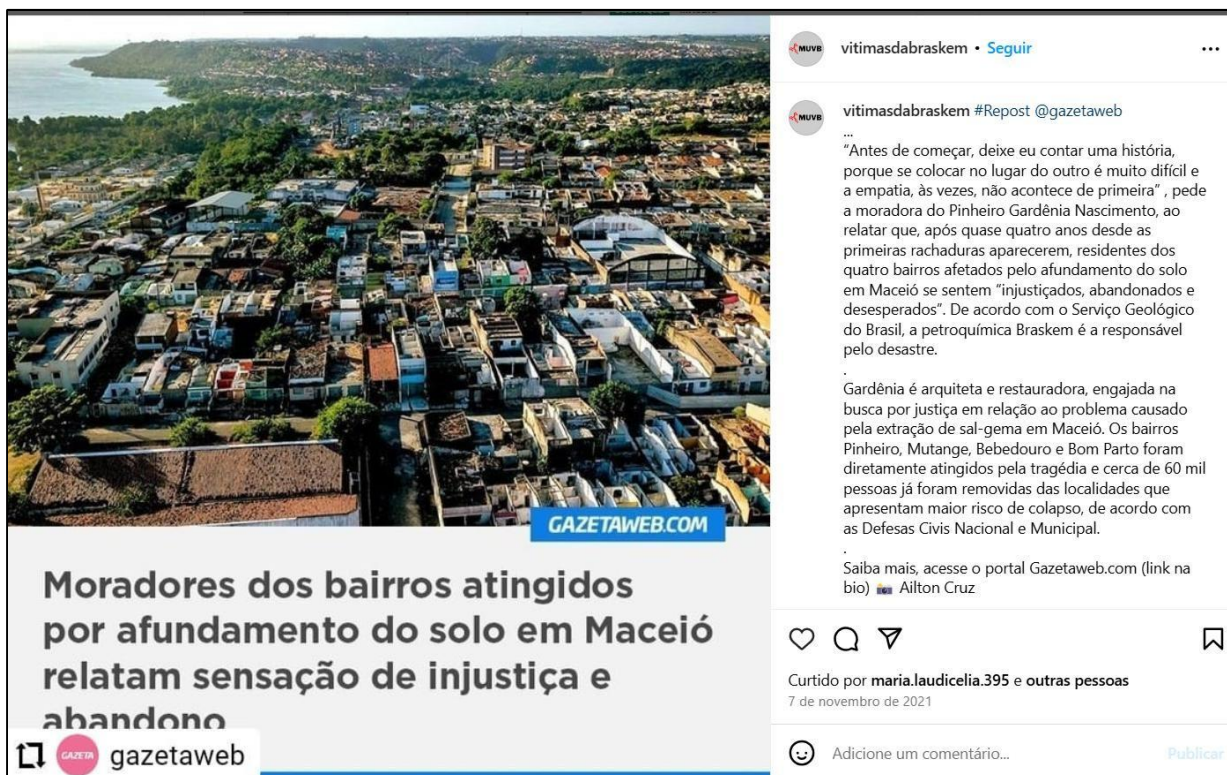 GAZETAWEB.COM
Moradores dos bairros atingidos
por afundamento do solo em Maceió
relatam sensação de injustiça e
abandono
GAZETA
gazetaweb
MUVB
vitimasdabraskem • Seguir
...
MUVB
vitimasdabraskem #Repost @gazetaweb
...
“Antes de começar, deixe eu contar uma história,
porque se colocar no lugar do outro é muito difícil e
a empatia, às vezes, não acontece de primeira” , pede
a moradora do Pinheiro Gardênia Nascimento, ao
relatar que, após quase quatro anos desde as
primeiras rachaduras aparecerem, residentes dos
quatro bairros afetados pelo afundamento do solo
em Maceió se sentem “injustiçados, abandonados e
desesperados”. De acordo com o Serviço Geológico
do Brasil, a petroquímica Braskem é a responsável
pelo desastre.
.
Gardênia é arquiteta e restauradora, engajada na
busca por justiça em relação ao problema causado
pela extração de sal-gema em Maceió. Os bairros
Pinheiro, Mutange, Bebedouro e Bom Parto foram
diretamente atingidos pela tragédia e cerca de 60 mil
pessoas já foram removidas das localidades que
apresentam maior risco de colapso, de acordo com
as Defesas Civis Nacional e Municipal.
.
Saiba mais, acesse o portal Gazetaweb.com (link na
bio) 📸 Ailton Cruz
Curtido por maria.laudicelia.395 e outras pessoas
7 de novembro de 2021
Adicione um comentário...
Publicar